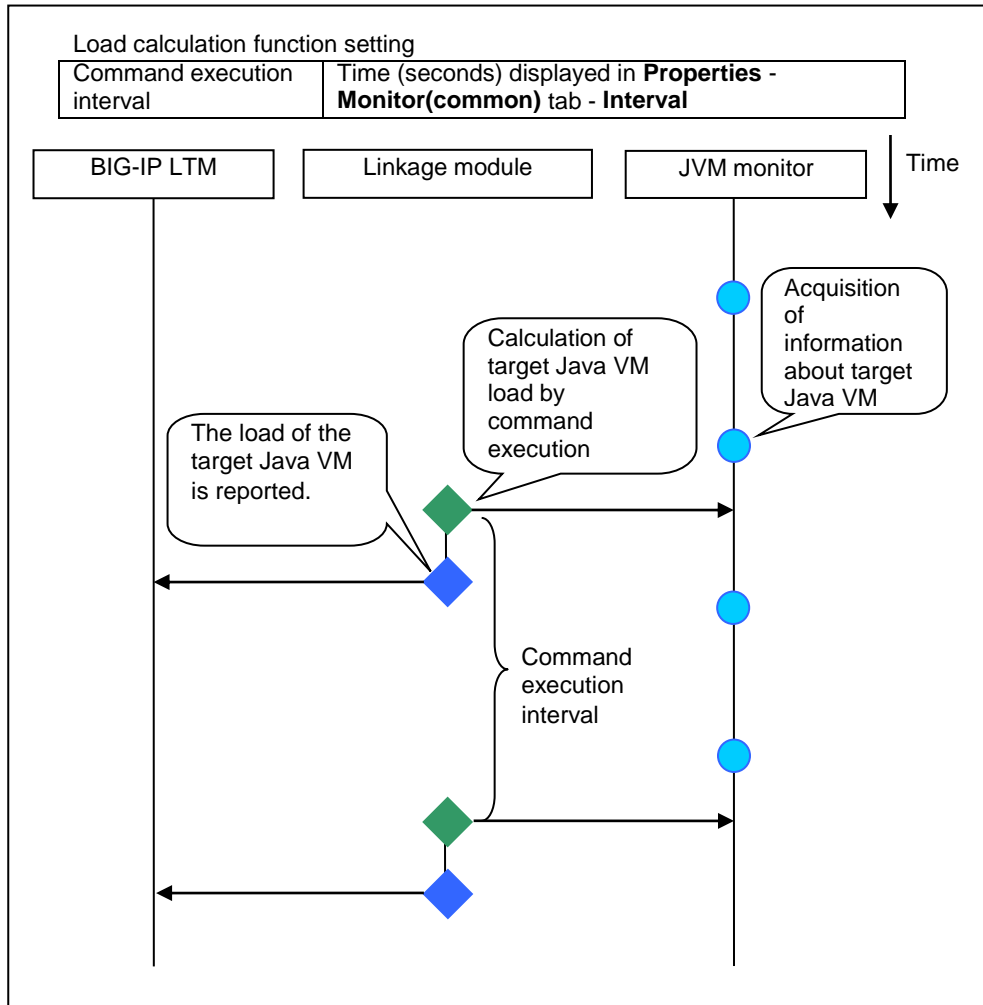 Load calculation function setting
Command execution
interval
Time (seconds) displayed in Properties -
Monitor(common) tab - Interval
BIG-IP LTM
Linkage module
JVM monitor
Time
Acquisition
of
information
about target
Java VM
Calculation of
target Java VM
load by
command
execution
The load of the
target Java VM
is reported.
Command
execution
interval